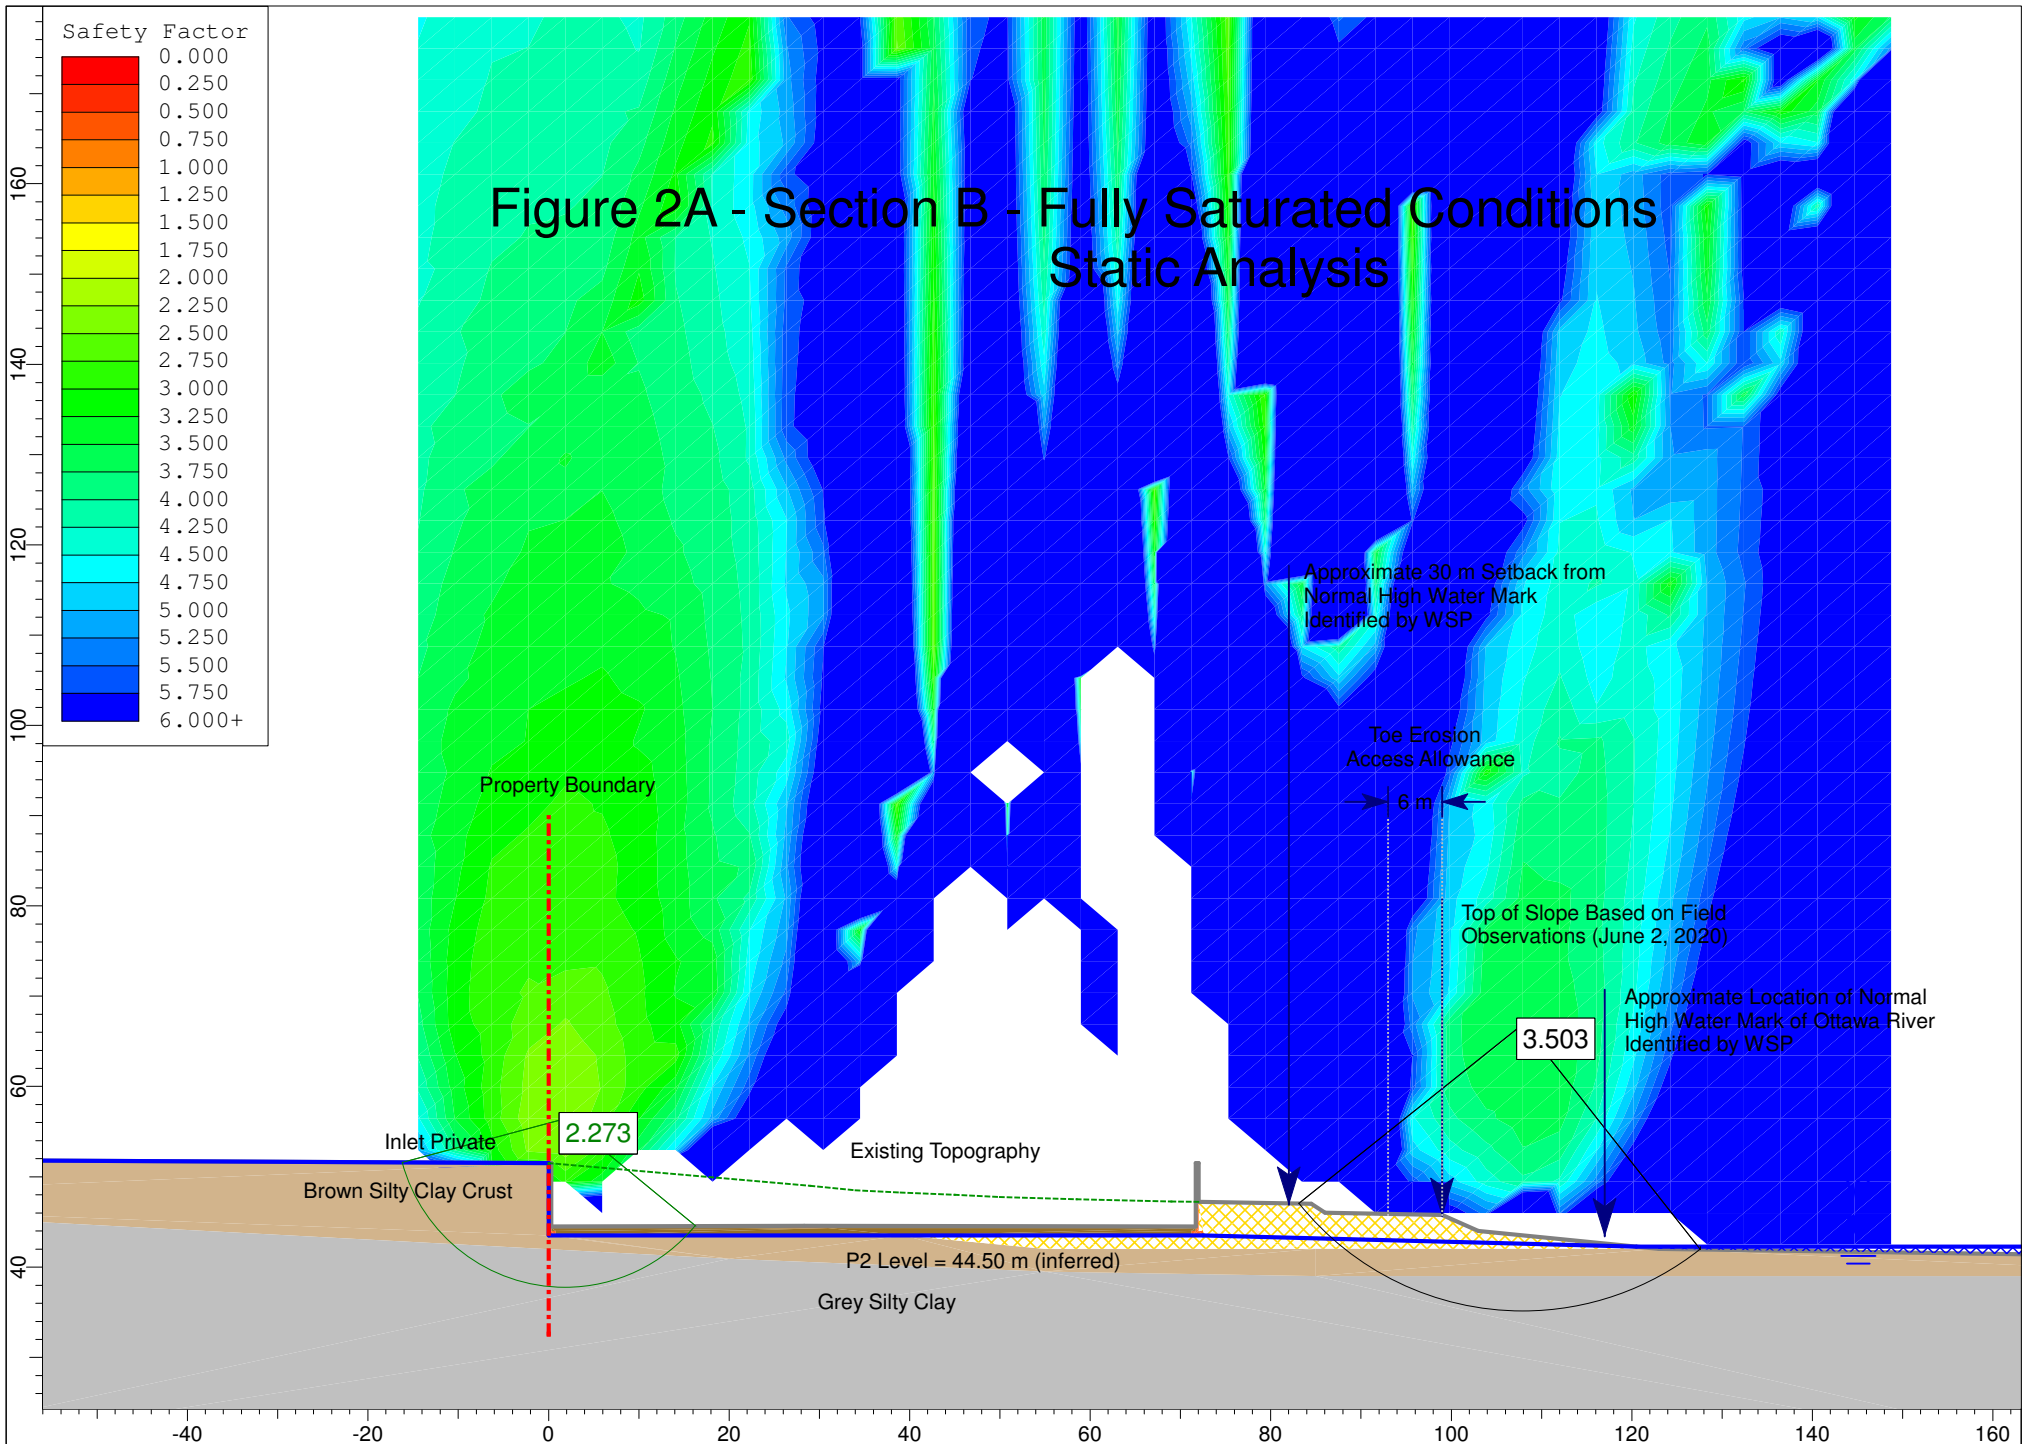 Safety Factor
0.000
0.250
0.500
0.750
1.000
1.250
1.500
1.750
2.000
2.250
2.500
2.750
3.000
3.250
3.500
3.750
4.000
4.250
4.500
4.750
5.000
5.250
5.500
5.750
6.000+
Figure 2A - Section B - Fully Saturated Conditions
Static Analysis
Approximate 30 m Setback from
Normal High Water Mark
Identified by WSP
Toe Erosion
Access Allowance
6 m
Property Boundary
Top of Slope Based on Field
Observations (June 2, 2020)
Approximate Location of Normal
High Water Mark of Ottawa River
Identified by WSP
3.503
2.273
Inlet Private
Existing Topography
Brown Silty Clay Crust
P2 Level = 44.50 m (inferred)
Grey Silty Clay
160
140
120
100
80
60
40
-40
-20
0
20
40
60
80
100
120
140
160